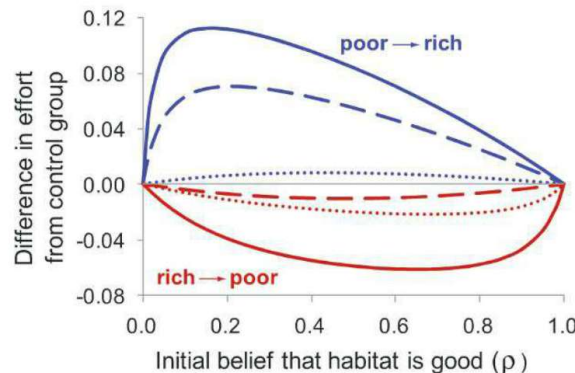 Difference in effort
from control group
0.12
0.08
0.04
0.00
-0.04
-0.08
poor → rich
rich → poor
0.0 0.2 0.4 0.6 0.8 1.0
Initial belief that habitat is good (ρ)